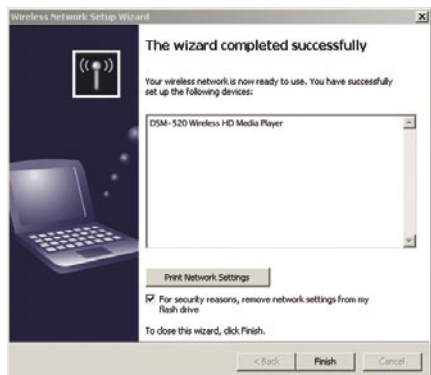 Wireless Network Setup Wizard
The wizard completed successfully
Your wireless network is now ready to use. You have successfully
set up the following devices:
DSM-520 Wireless HD Media Player
Print Network Settings
For security reasons, remove network settings from my
flash drive
To close this wizard, click Finish.
< Back
Finish
Cancel